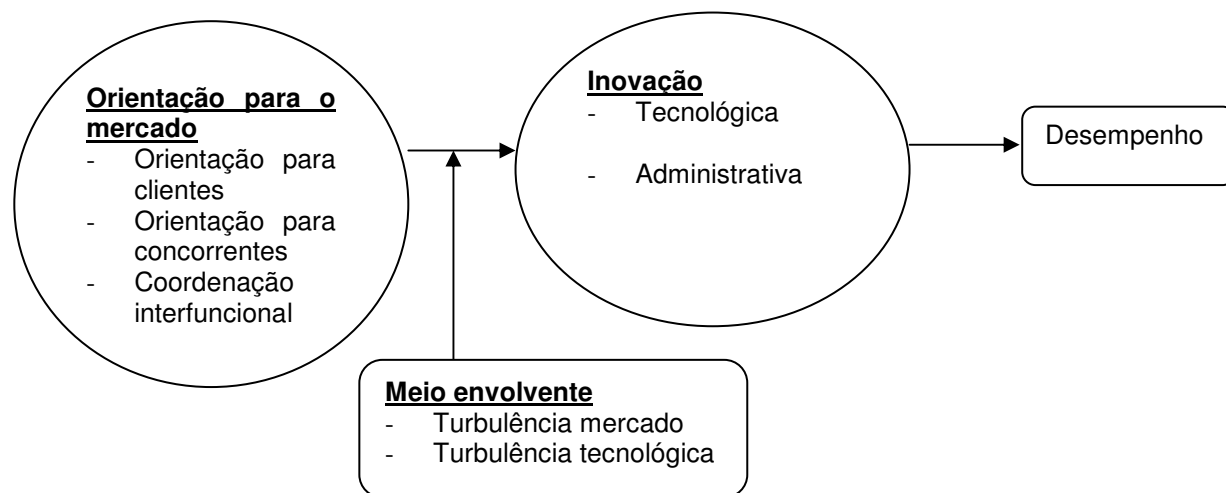 Orientação para o
mercado
- Orientação para
clientes
- Orientação para
concorrentes
- Coordenação
interfuncional
Inovação
- Tecnológica
- Administrativa
Desempenho
Meio envolvente
- Turbulência mercado
- Turbulência tecnológica